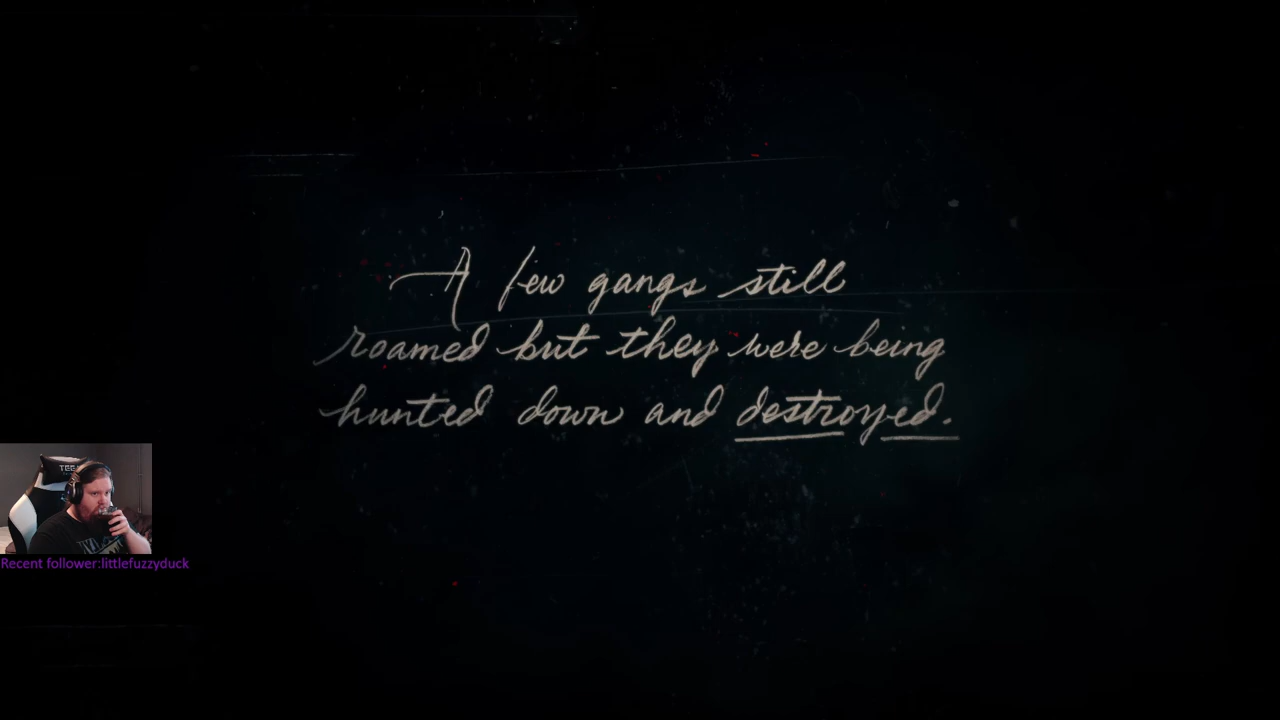 A few gangs still
roamed but they were being
hunted down and destroyed.
Recent follower:littlefuzzyduck